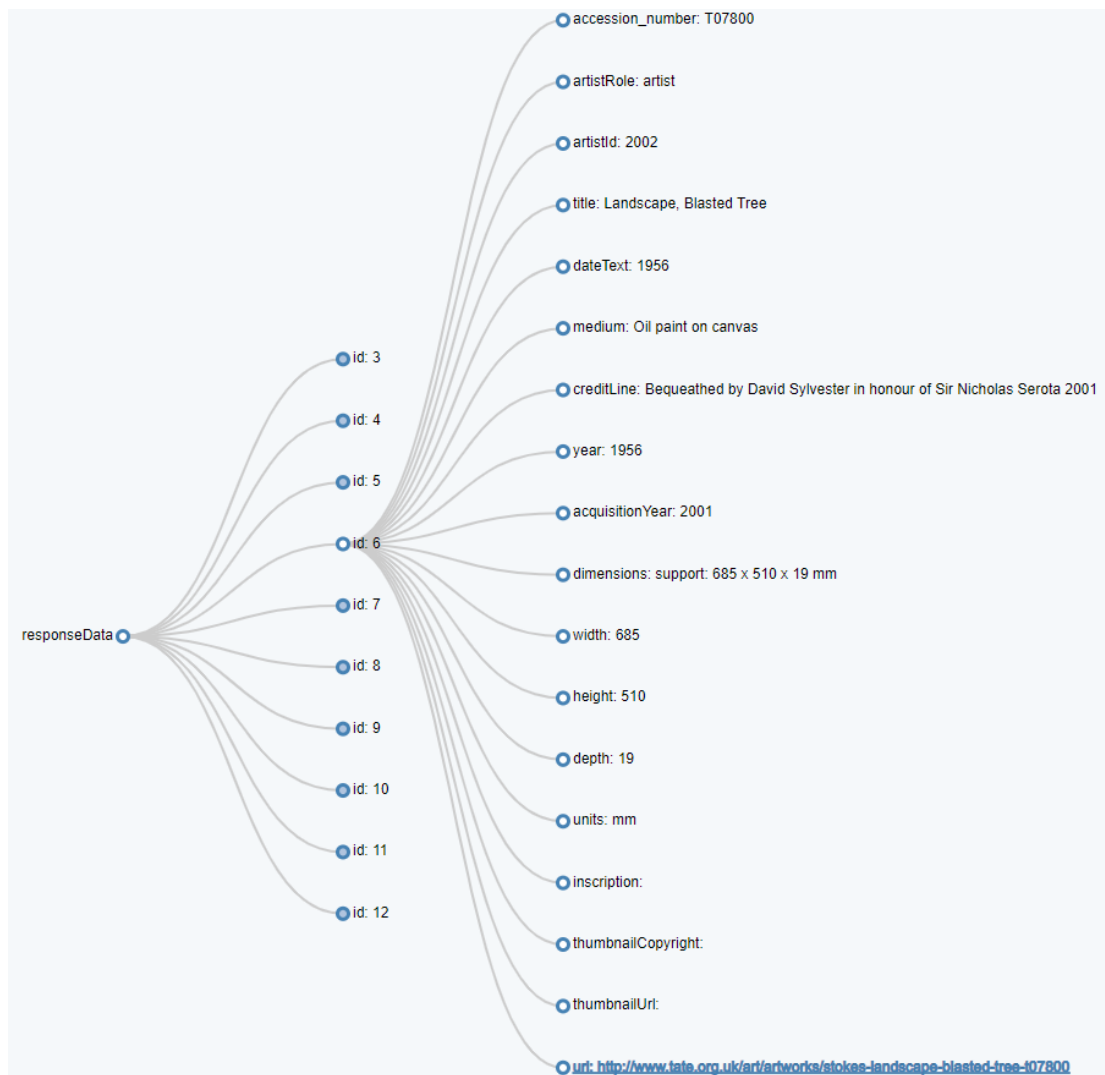 responseData
id: 3
id: 4
id: 5
id: 6
id: 7
id: 8
id: 9
id: 10
id: 11
id: 12
accession_number: T07800
artistRole: artist
artistId: 2002
title: Landscape, Blasted Tree
dateText: 1956
medium: Oil paint on canvas
creditLine: Bequeathed by David Sylvester in honour of Sir Nicholas Serota 2001
year: 1956
acquisitionYear: 2001
dimensions: support: 685 x 510 x 19 mm
width: 685
height: 510
depth: 19
units: mm
inscription:
thumbnailCopyright:
thumbnailUrl:
url: http://www.tate.org.uk/art/artworks/stokes-landscape-blasted-tree-t07800